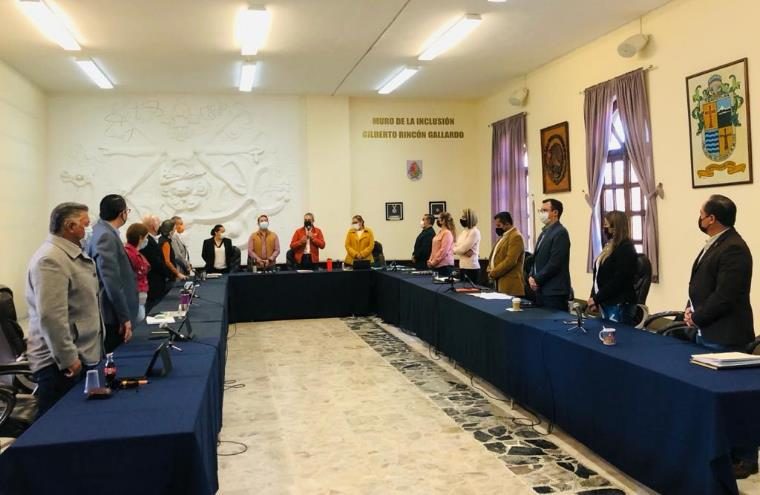 MURO DE LA INCLUSIÓN
GILBERTO RINCÓN GALLARDO